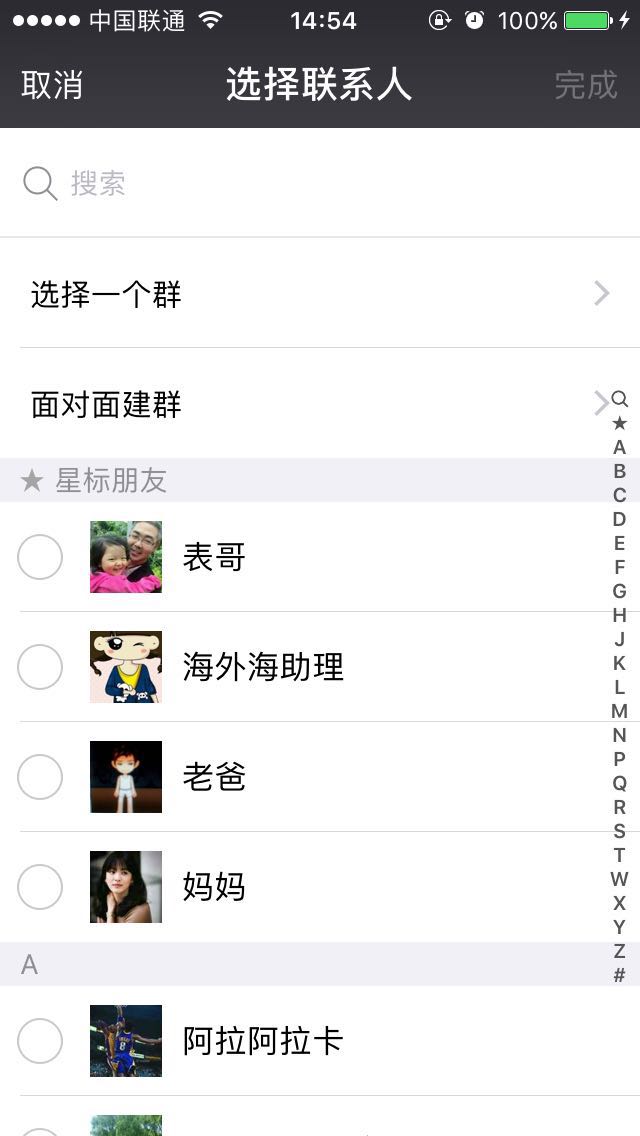 中国联通 14:54 100%
取消 选择联系人 完成
搜索
选择一个群
面对面建群
★ 星标朋友
表哥
海外海助理
老爸
妈妈
A
阿拉阿拉卡
★
A
B
C
D
E
F
G
H
J
K
L
M
N
P
Q
R
S
T
W
X
Y
Z
#